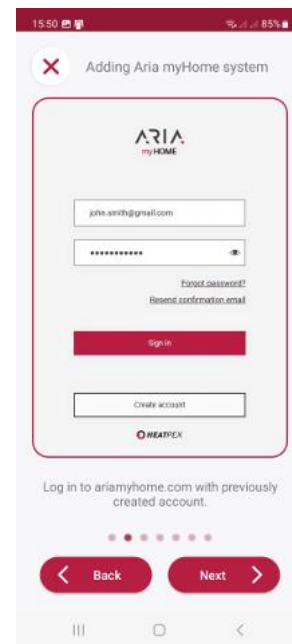 15:50 85%
Adding Aria myHome system
ARIA
myHOME
john.smith@gmail.com
•••••••••••
Forgot password?
Resend confirmation email
Sign in
Create account
HEATPEX
Log in to ariamyhome.com with previously
created account.
Back Next